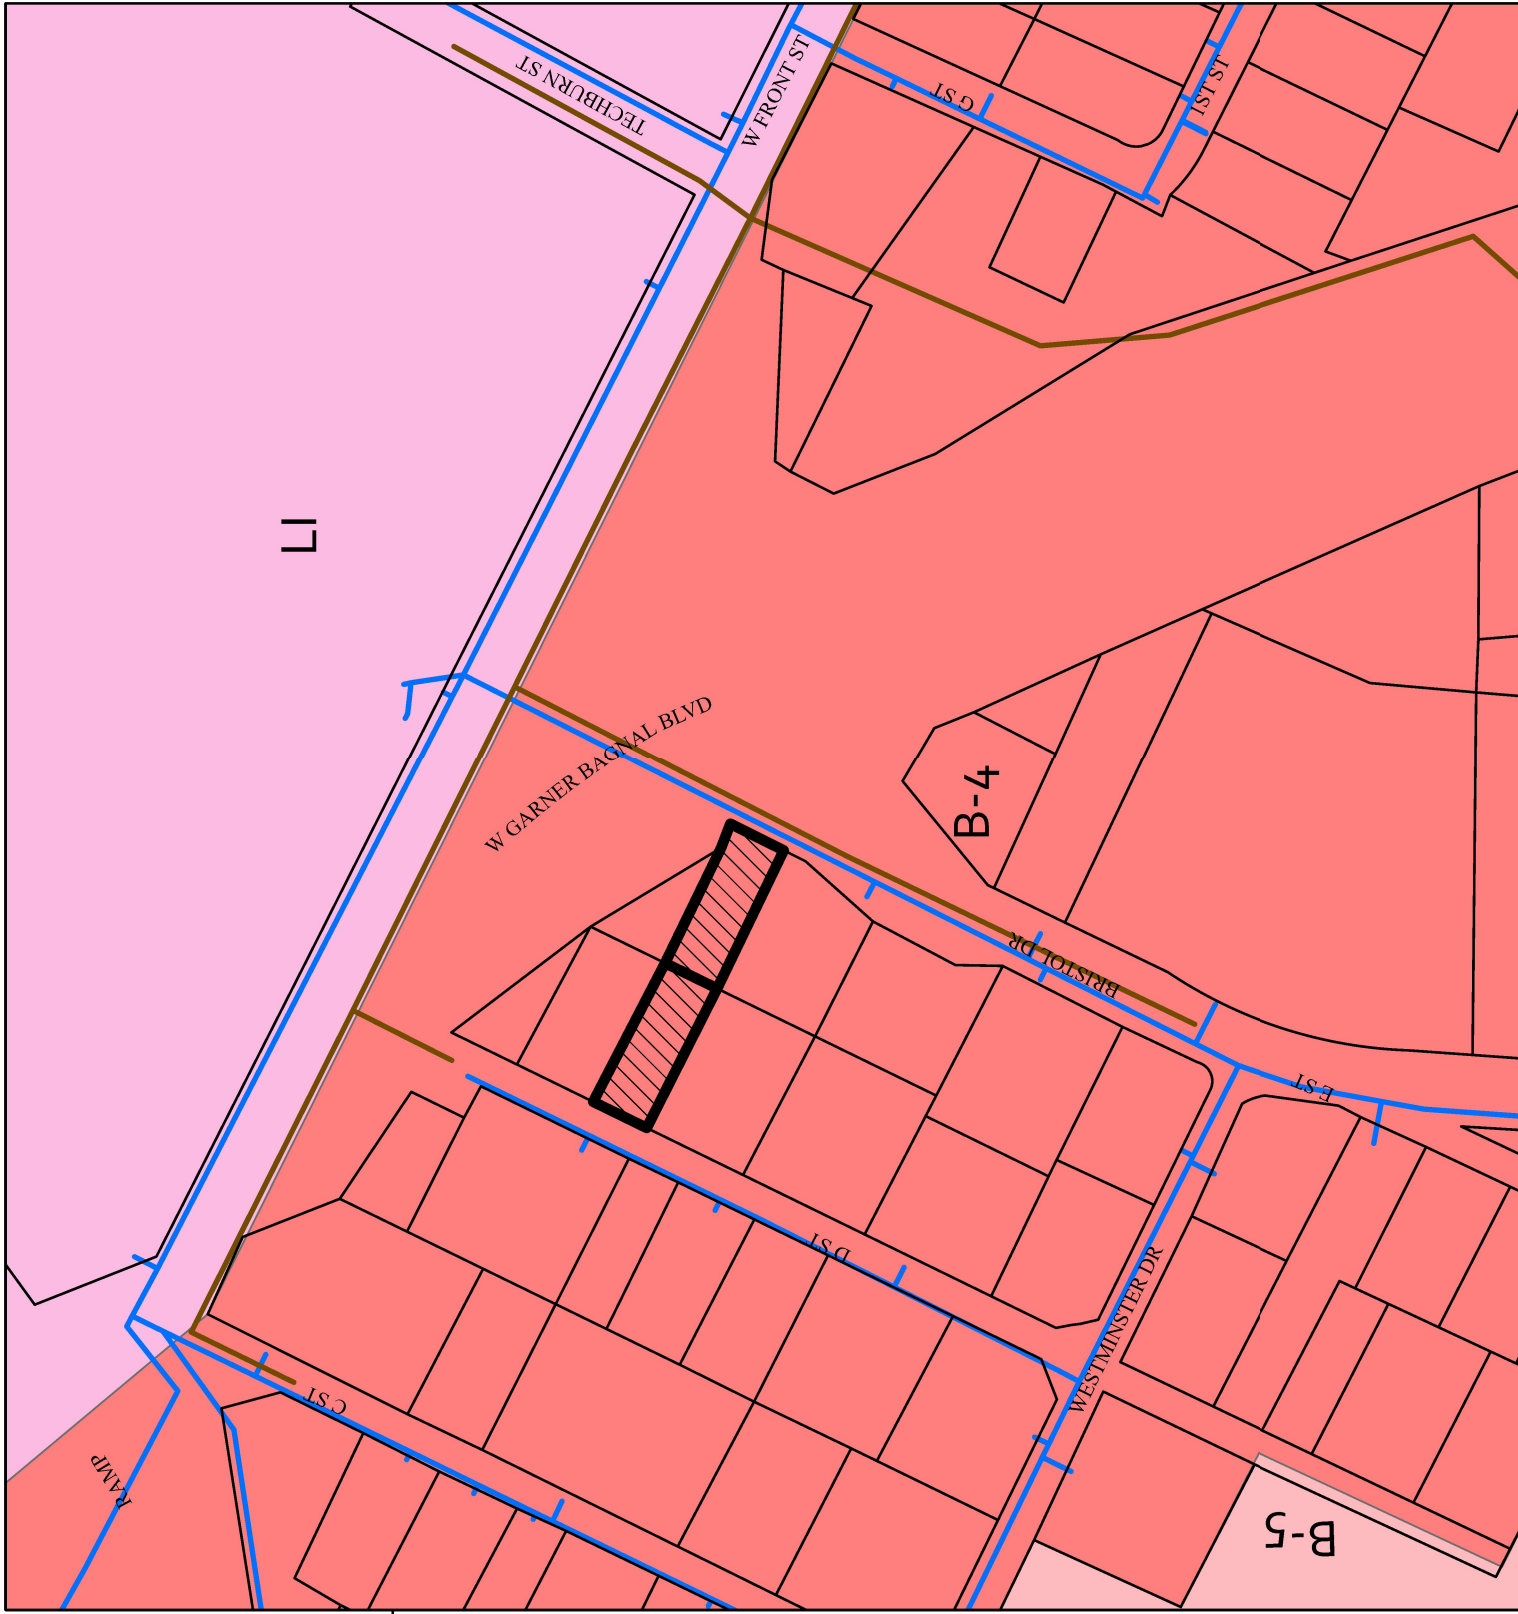 TECHBURN ST
W FRONT ST
G ST
1ST ST
LI
W GARNER BAGNAL BLVD
B-4
BRISTOL DR
E ST
D ST
WESTMINSTER DR
C ST
RAMP
B-5